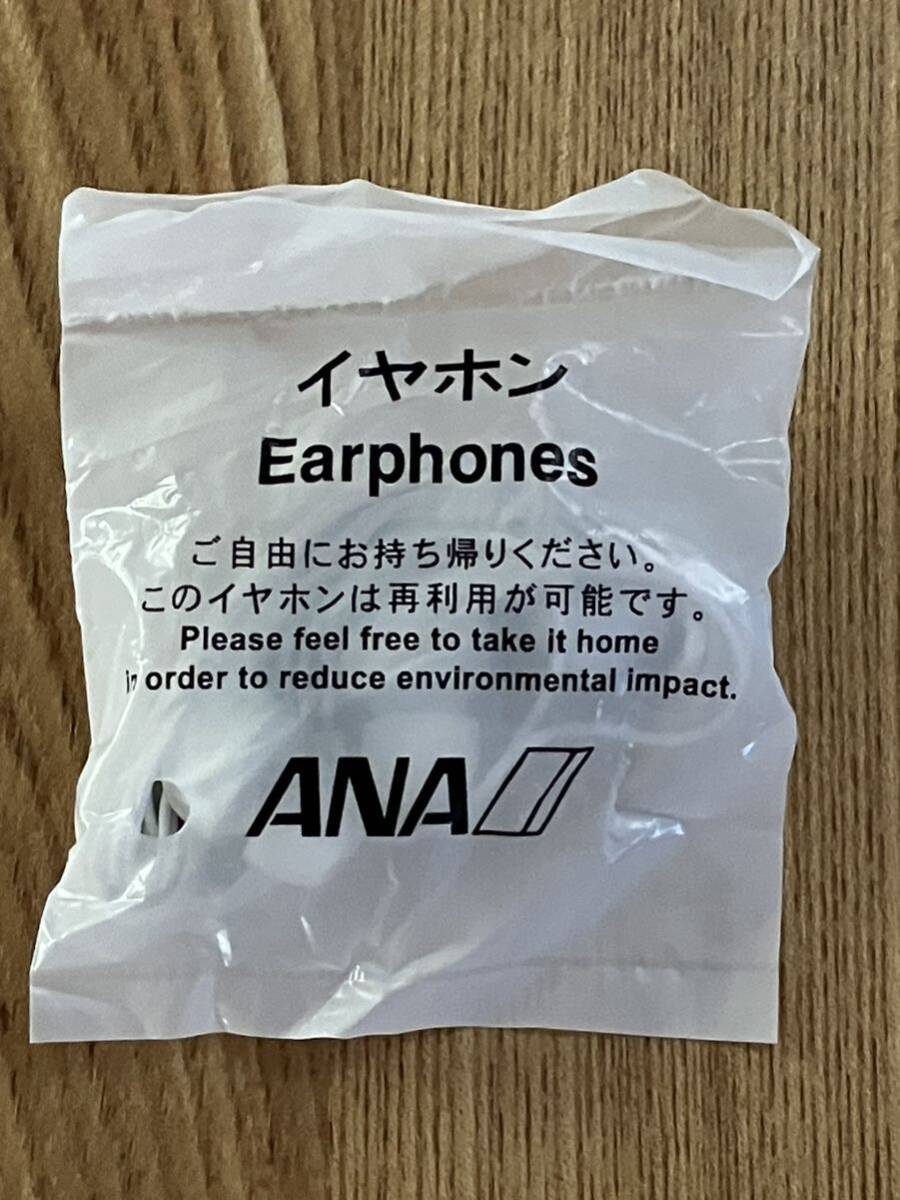 イヤホン
Earphones
ご自由にお持ち帰りください。
このイヤホンは再利用が可能です。
Please feel free to take it home
in order to reduce environmental impact.
ANA